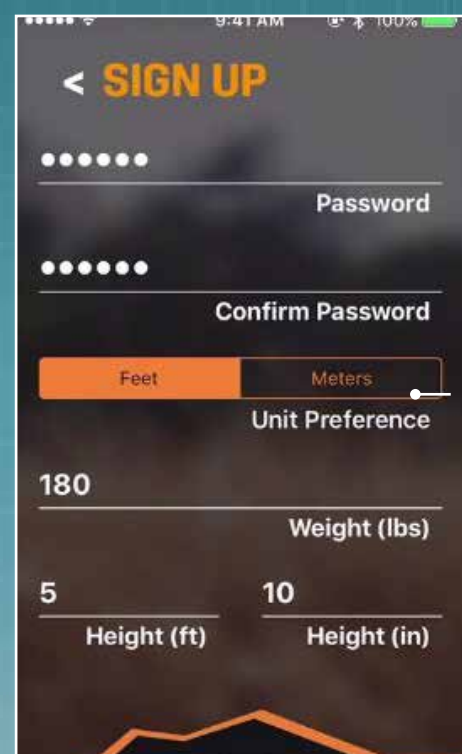 9:41 AM 100%
< SIGN UP
••••••
Password
••••••
Confirm Password
Feet Meters
Unit Preference
180
Weight (lbs)
5 10
Height (ft) Height (in)